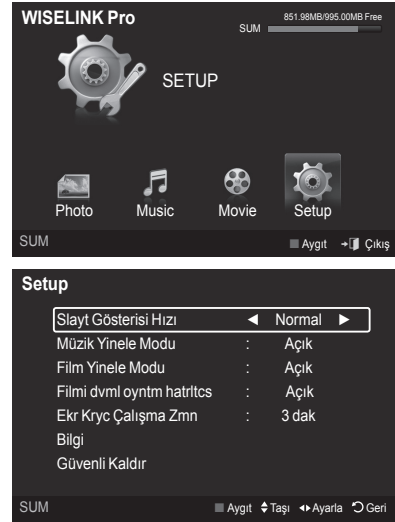 WISELINK Pro
851.98MB/995.00MB Free
SUM
SETUP
Photo Music Movie Setup
SUM Aygıt Çıkış
Setup
Slayt Gösterisi Hızı ◄ Normal ►
Müzik Yinele Modu : Açık
Film Yinele Modu : Açık
Filmi dvml oyntm hatrltcs : Açık
Ekr Kryc Çalışma Zmn : 3 dak
Bilgi
Güvenli Kaldır
SUM Aygıt Taşı Ayarla Geri